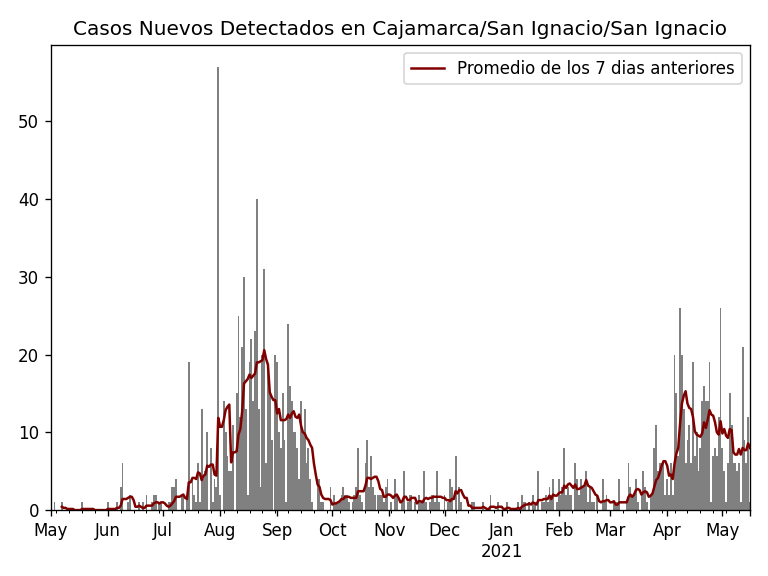 Casos Nuevos Detectados en Cajamarca/San Ignacio/San Ignacio
Promedio de los 7 dias anteriores
50
40
30
20
10
0
May Jun Jul Aug Sep Oct Nov Dec Jan Feb Mar Apr May
2021